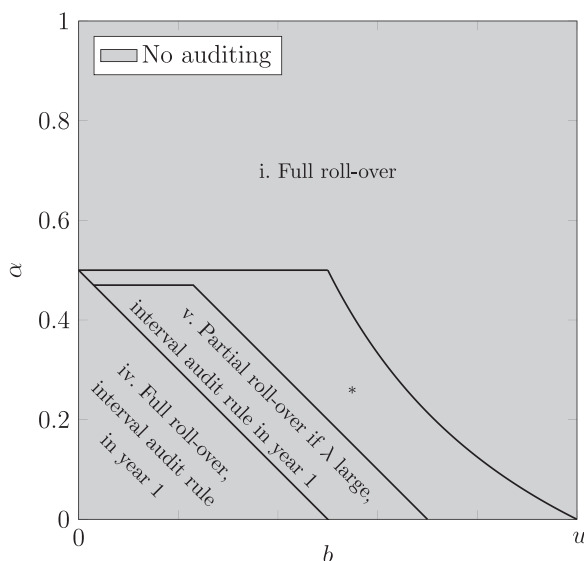 1
No auditing
0.8
i. Full roll-over
0.6
α
0.4
v. Partial roll-over if λ large,
interval audit rule in year 1
*
iv. Full roll-over,
interval audit rule
in year 1
0.2
0
0
b
u